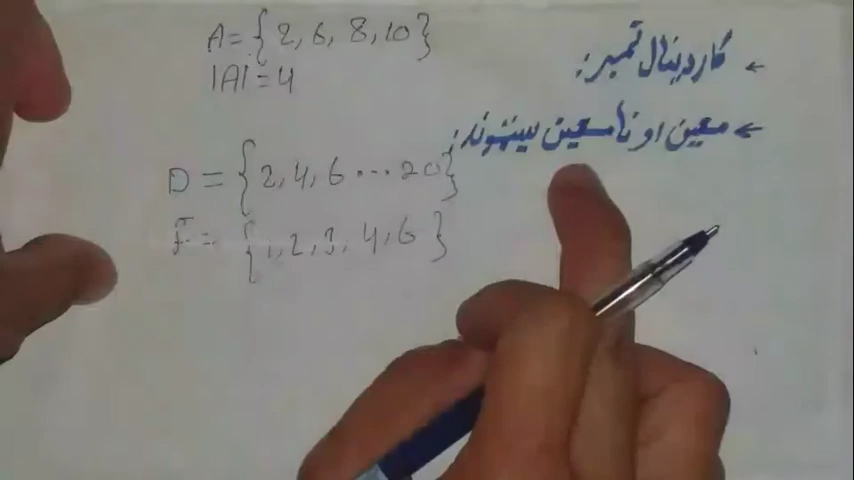 A = {2, 6, 8, 10}
|A| = 4
← کاردینال نمبر:
← معین او نامعین سیټونه:
D = {2, 4, 6 ... 20}
F = {1, 2, 3, 4, 6}